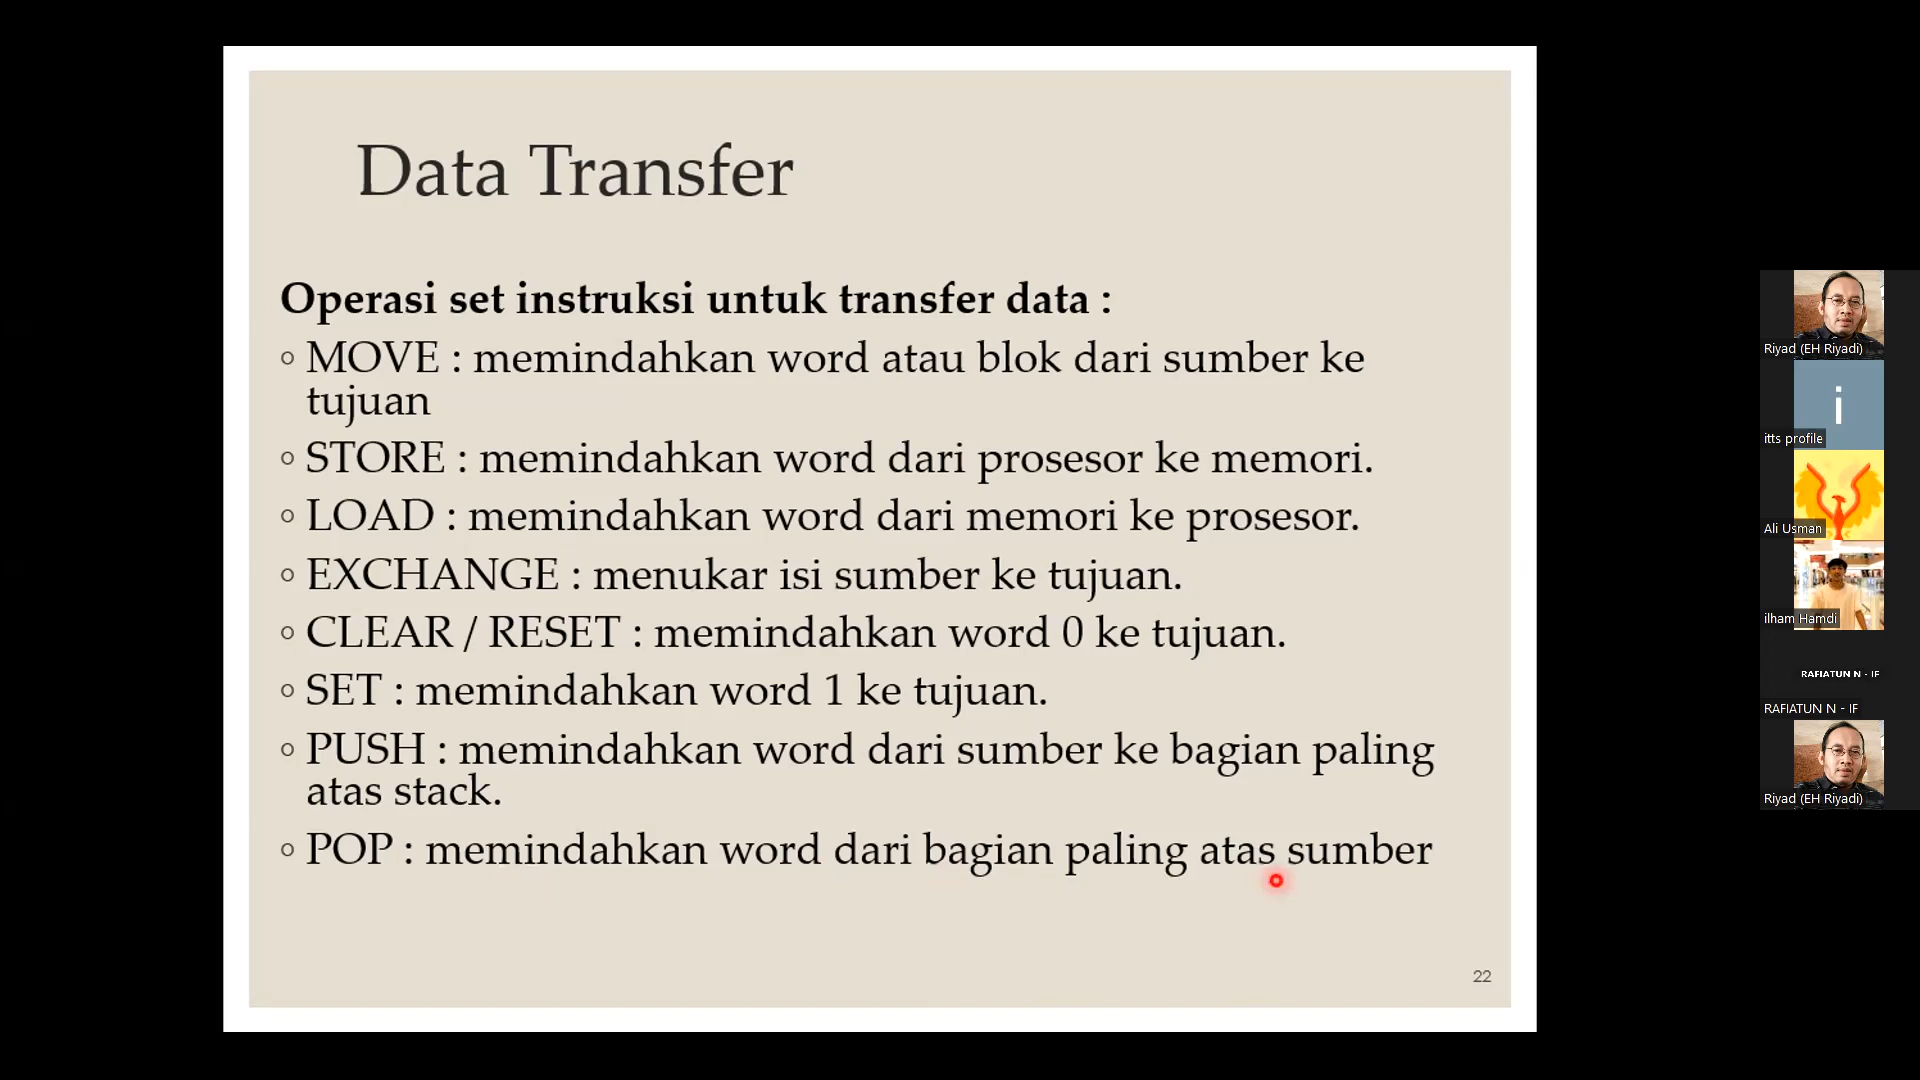 Data Transfer
Operasi set instruksi untuk transfer data :
◦ MOVE : memindahkan word atau blok dari sumber ke
tujuan
◦ STORE : memindahkan word dari prosesor ke memori.
◦ LOAD : memindahkan word dari memori ke prosesor.
◦ EXCHANGE : menukar isi sumber ke tujuan.
◦ CLEAR / RESET : memindahkan word 0 ke tujuan.
◦ SET : memindahkan word 1 ke tujuan.
◦ PUSH : memindahkan word dari sumber ke bagian paling
atas stack.
◦ POP : memindahkan word dari bagian paling atas sumber
22
Riyad (EH Riyadi)
i
itts profile
Ali Usman
ilham Hamdi
RAFIATUN N - IF
RAFIATUN N - IF
Riyad (EH Riyadi)